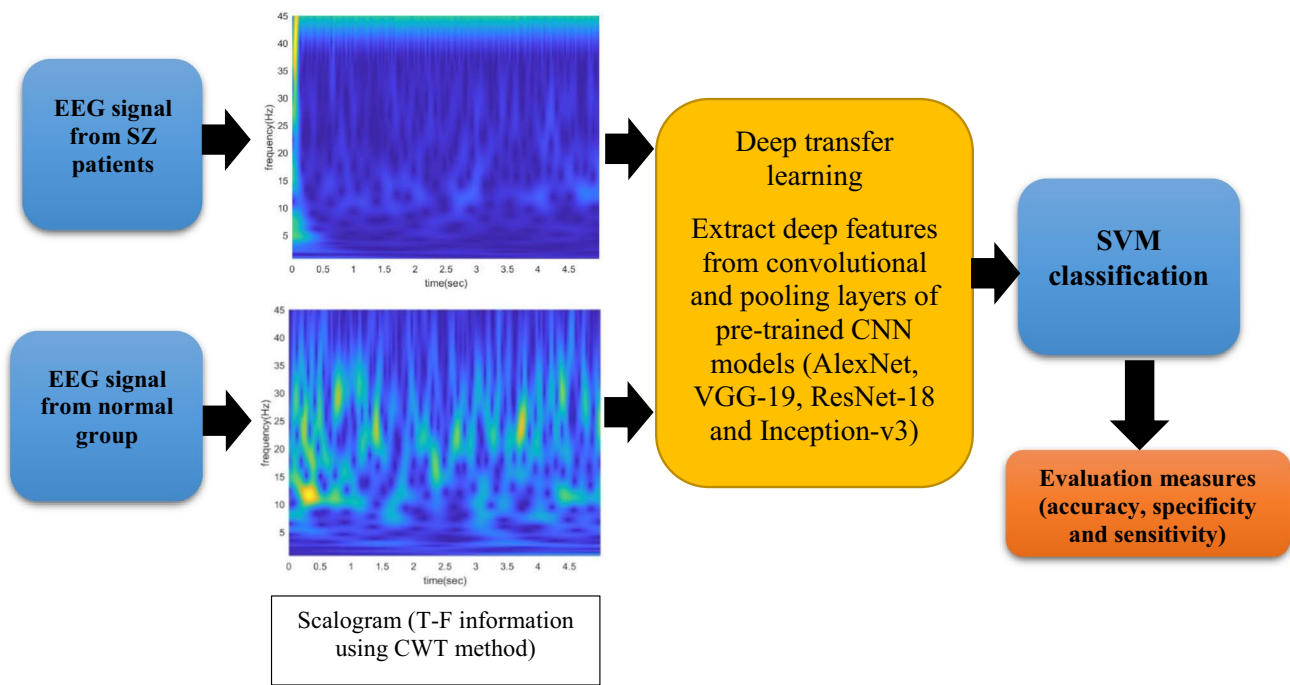 EEG signal
from SZ
patients
frequency(Hz)
45
40
35
30
25
20
15
10
5
0 0.5 1 1.5 2 2.5 3 3.5 4 4.5
time(sec)
EEG signal
from normal
group
frequency(Hz)
45
40
35
30
25
20
15
10
5
0 0.5 1 1.5 2 2.5 3 3.5 4 4.5
time(sec)
Scalogram (T-F information
using CWT method)
Deep transfer
learning
Extract deep features
from convolutional
and pooling layers of
pre-trained CNN
models (AlexNet,
VGG-19, ResNet-18
and Inception-v3)
SVM
classification
Evaluation measures
(accuracy, specificity
and sensitivity)